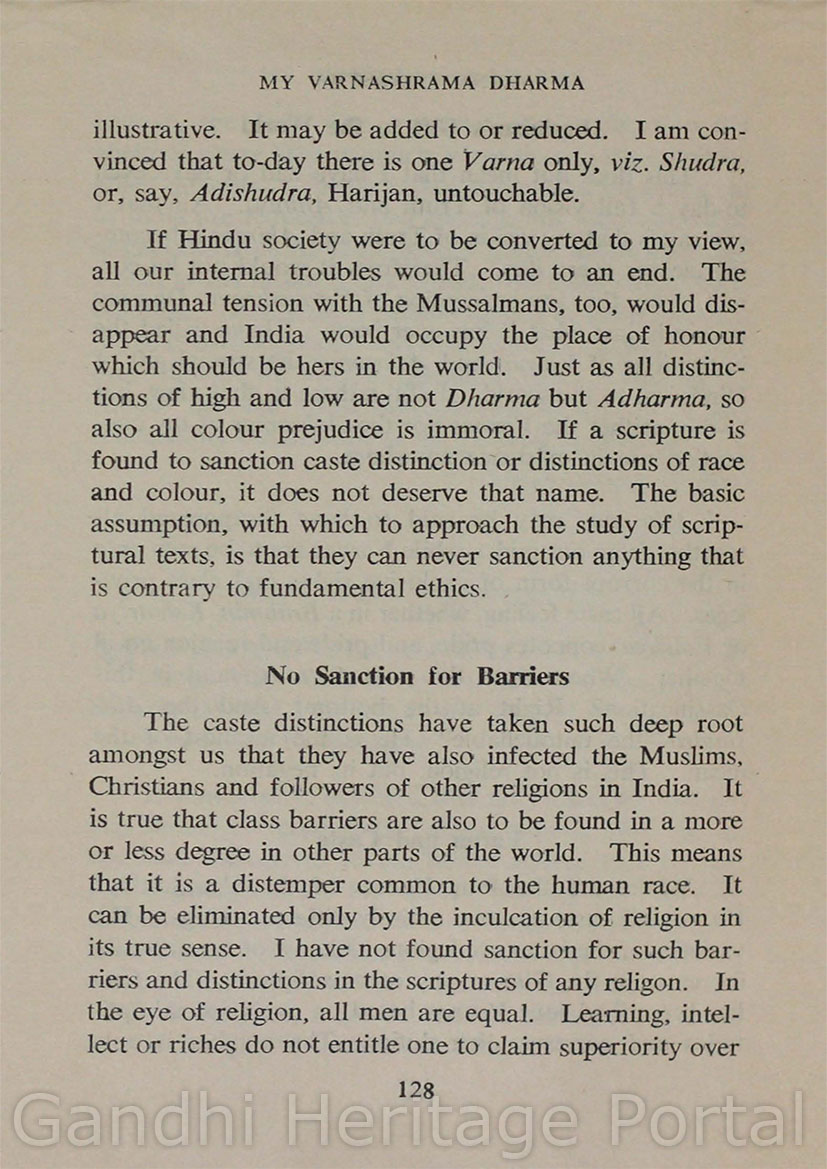 MY VARNASHRAMA DHARMA
illustrative. It may be added to or reduced. I am con-
vinced that to-day there is one Varna only, viz. Shudra,
or, say, Adishudra, Harijan, untouchable.
If Hindu society were to be converted to my view,
all our internal troubles would come to an end. The
communal tension with the Mussalmans, too, would dis-
appear and India would occupy the place of honour
which should be hers in the world. Just as all distinc-
tions of high and low are not Dharma but Adharma, so
also all colour prejudice is immoral. If a scripture is
found to sanction caste distinction or distinctions of race
and colour, it does not deserve that name. The basic
assumption, with which to approach the study of scrip-
tural texts, is that they can never sanction anything that
is contrary to fundamental ethics.
No Sanction for Barriers
The caste distinctions have taken such deep root
amongst us that they have also infected the Muslims,
Christians and followers of other religions in India. It
is true that class barriers are also to be found in a more
or less degree in other parts of the world. This means
that it is a distemper common to the human race. It
can be eliminated only by the inculcation of religion in
its true sense. I have not found sanction for such bar-
riers and distinctions in the scriptures of any religon. In
the eye of religion, all men are equal. Learning, intel-
lect or riches do not entitle one to claim superiority over
128
Gandhi Heritage Portal